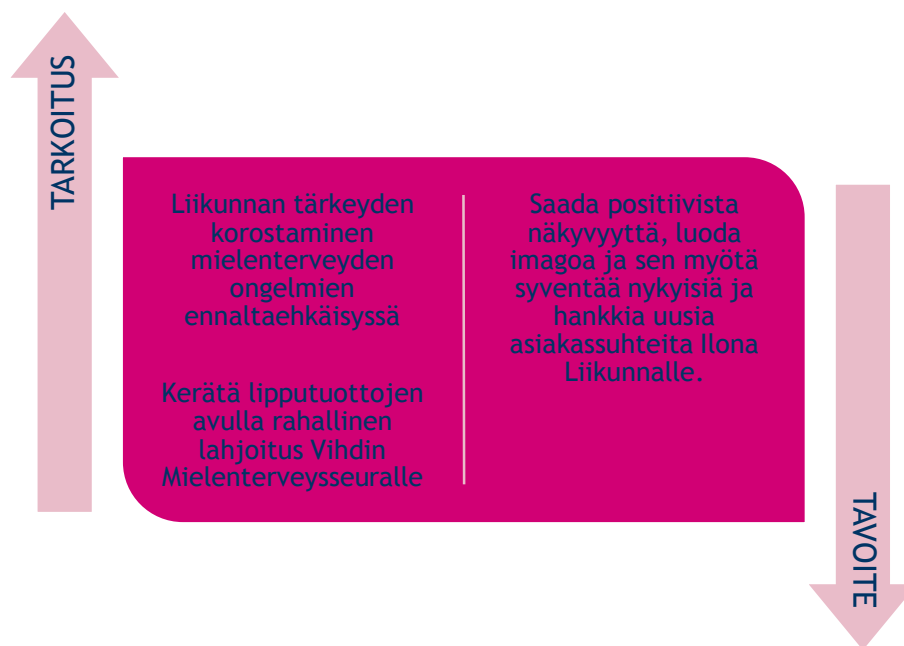 TARKOITUS
Liikunnan tärkeyden
korostaminen
mielenterveyden
ongelmien
ennaltaehkäisyssä
Kerätä lipputuottojen
avulla rahallinen
lahjoitus Vihdin
Mielenterveysseuralle
Saada positiivista
näkyvyyttä, luoda
imagoa ja sen myötä
syventää nykyisiä ja
hankkia uusia
asiakassuhteita Ilona
Liikunnalle.
TAVOITE